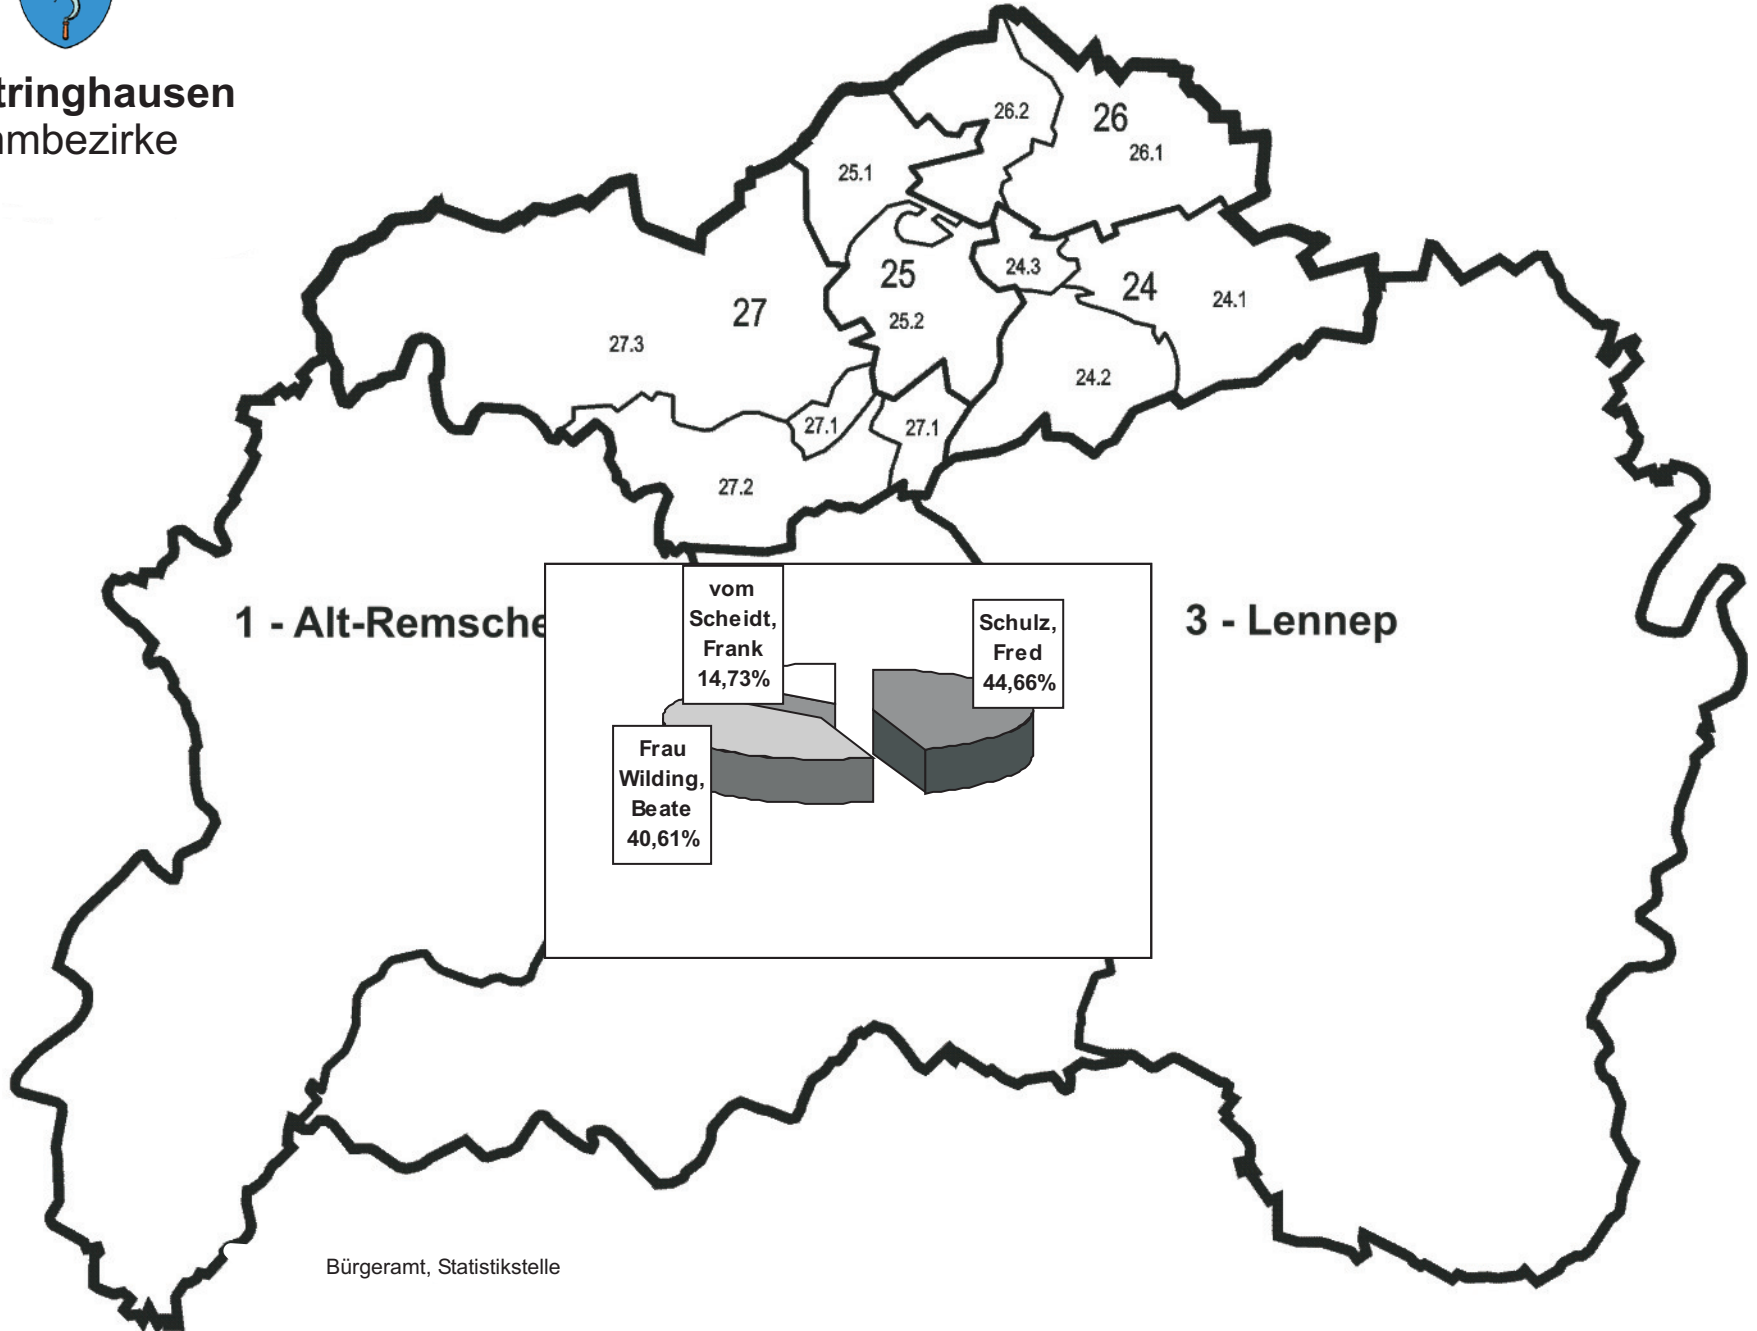 tringhausen
mbezirke
26.2
26
26.1
25.1
25
24.3
24
24.1
27
25.2
27.3
24.2
27.1
27.1
27.2
1 - Alt-Remsche
3 - Lennep
vom
Scheidt,
Frank
14,73%
Schulz,
Fred
44,66%
Frau
Wilding,
Beate
40,61%
Bürgeramt, Statistikstelle